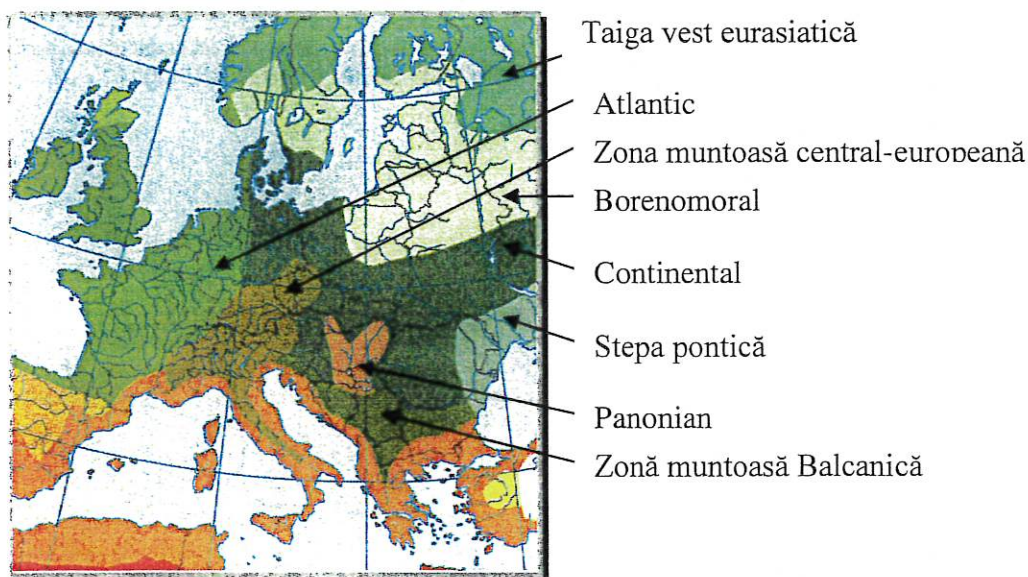 Taiga vest eurasiatică
Atlantic
Zona muntoasă central-europeană
Borenomoral
Continental
Stepa pontică
Panonian
Zonă muntoasă Balcanică